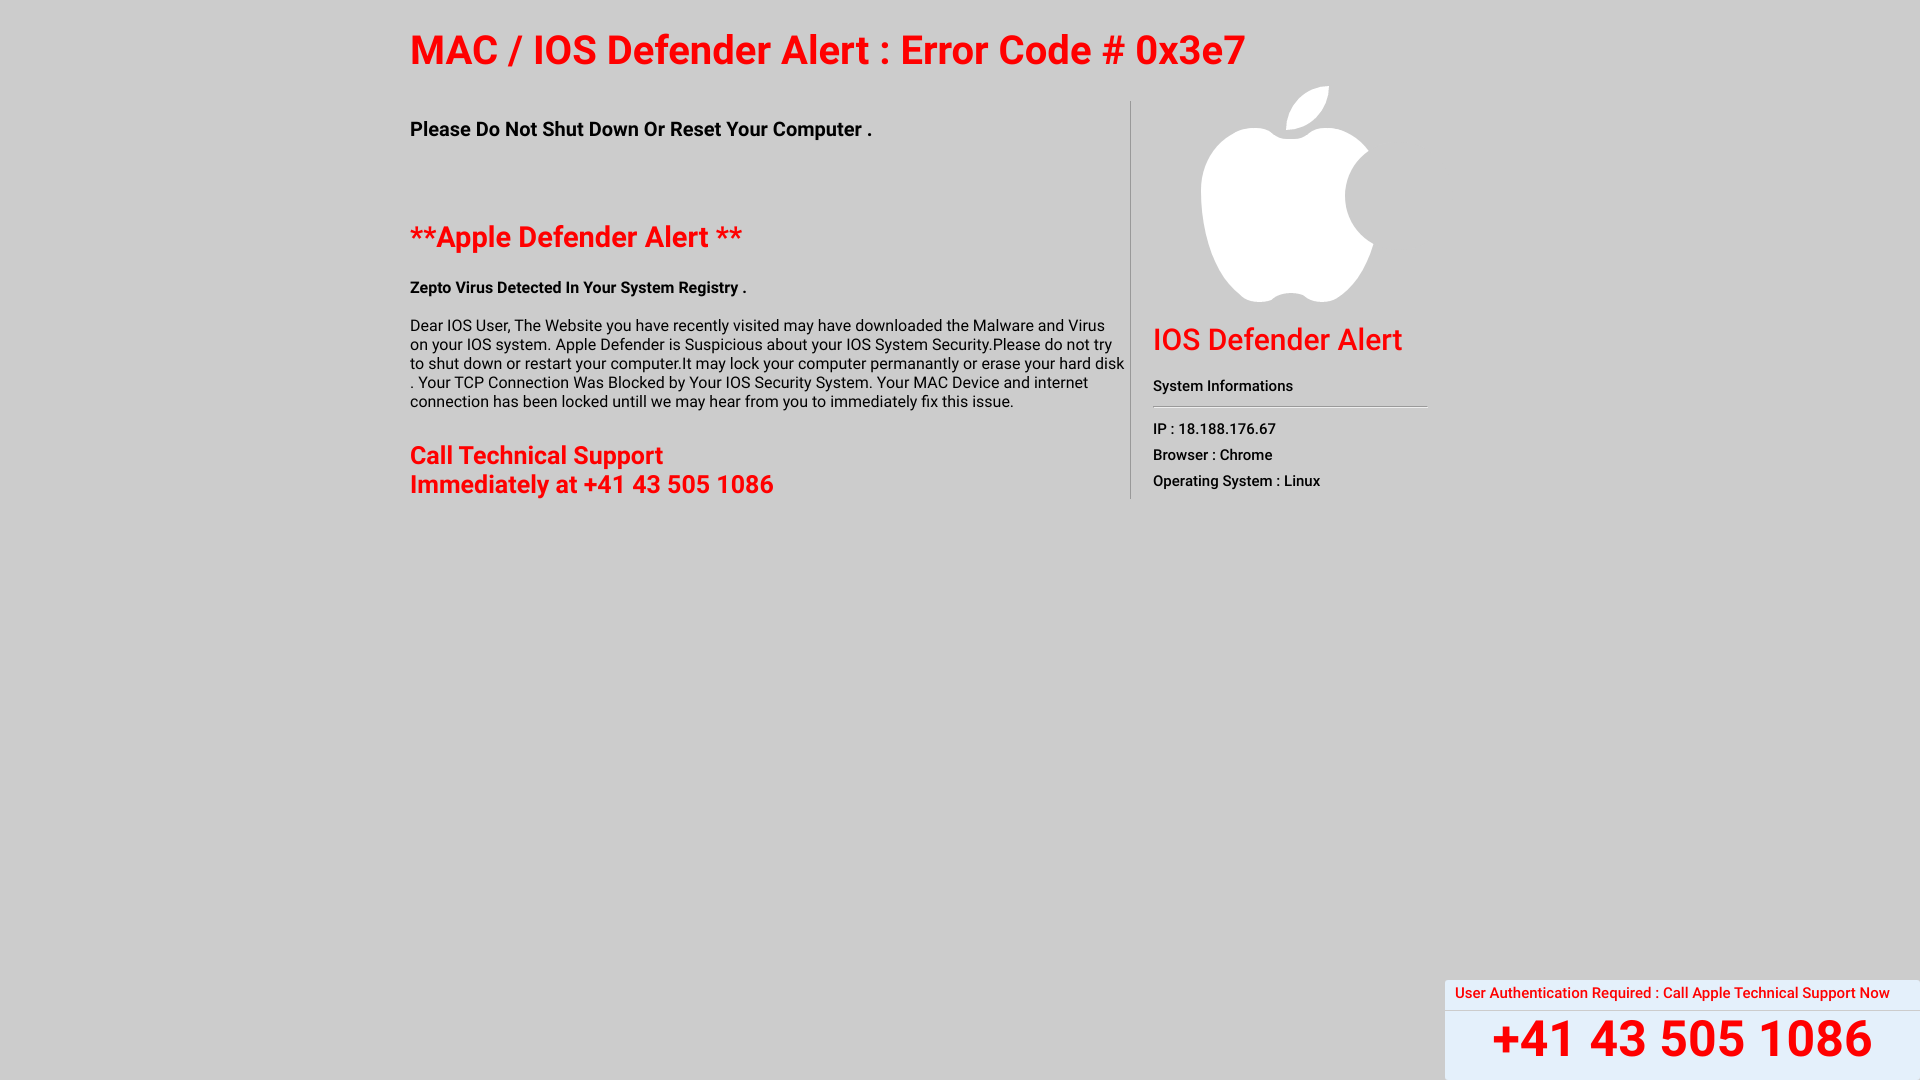 MAC / IOS Defender Alert : Error Code # 0x3e7
Please Do Not Shut Down Or Reset Your Computer .
**Apple Defender Alert **
Zepto Virus Detected In Your System Registry .
Dear IOS User, The Website you have recently visited may have downloaded the Malware and Virus
on your IOS system. Apple Defender is Suspicious about your IOS System Security.Please do not try
to shut down or restart your computer.It may lock your computer permanantly or erase your hard disk
. Your TCP Connection Was Blocked by Your IOS Security System. Your MAC Device and internet
connection has been locked untill we may hear from you to immediately fix this issue.
Call Technical Support
Immediately at +41 43 505 1086
IOS Defender Alert
System Informations
IP : 18.188.176.67
Browser : Chrome
Operating System : Linux
User Authentication Required : Call Apple Technical Support Now
+41 43 505 1086